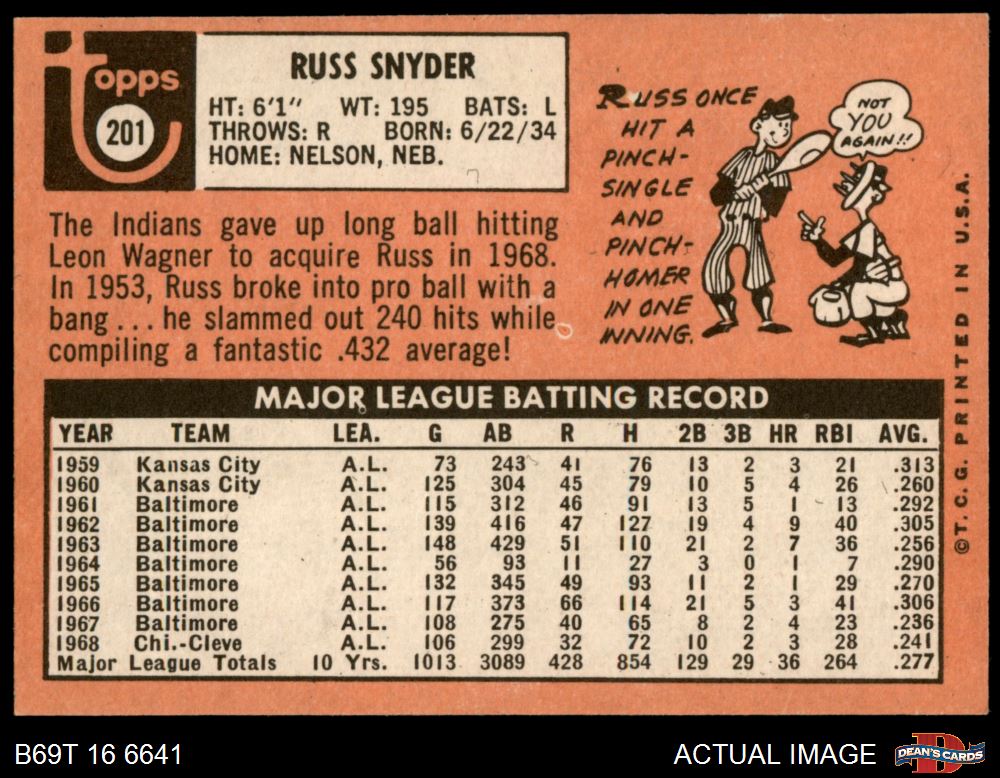 topps
201
RUSS SNYDER
HT: 6'1" WT: 195 BATS: L
THROWS: R BORN: 6/22/34
HOME: NELSON, NEB.
The Indians gave up long ball hitting
Leon Wagner to acquire Russ in 1968.
In 1953, Russ broke into pro ball with a
bang ... he slammed out 240 hits while
compiling a fantastic .432 average!
RUSS ONCE
HIT A
PINCH-
SINGLE
AND
PINCH-
HOMER
IN ONE
INNING.
NOT
YOU
AGAIN!!
MAJOR LEAGUE BATTING RECORD
YEAR TEAM LEA. G AB R H 2B 3B HR RBI AVG.
1959 Kansas City A.L. 73 243 41 76 13 2 3 21 .313
1960 Kansas City A.L. 125 304 45 79 10 5 4 26 .260
1961 Baltimore A.L. 115 312 46 91 13 5 1 13 .292
1962 Baltimore A.L. 139 416 47 127 19 4 9 40 .305
1963 Baltimore A.L. 148 429 51 110 21 2 7 36 .256
1964 Baltimore A.L. 56 93 11 27 3 0 1 7 .290
1965 Baltimore A.L. 132 345 49 93 11 2 1 29 .270
1966 Baltimore A.L. 117 373 66 114 21 5 3 41 .306
1967 Baltimore A.L. 108 275 40 65 8 2 4 23 .236
1968 Chi.-Cleve A.L. 106 299 32 72 10 2 3 28 .241
Major League Totals 10 Yrs. 1013 3089 428 854 129 29 36 264 .277
©T. C. G. PRINTED IN U.S.A.
B69T 16 6641
ACTUAL IMAGE
D
DEAN'S CARDS